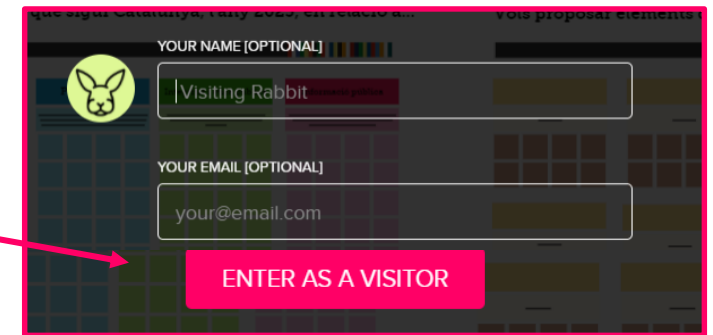 que sigui Catalunya, l'any 2025, en relació a...
Vols proposar elements
YOUR NAME [OPTIONAL]
Visiting Rabbit
YOUR EMAIL [OPTIONAL]
your@email.com
ENTER AS A VISITOR